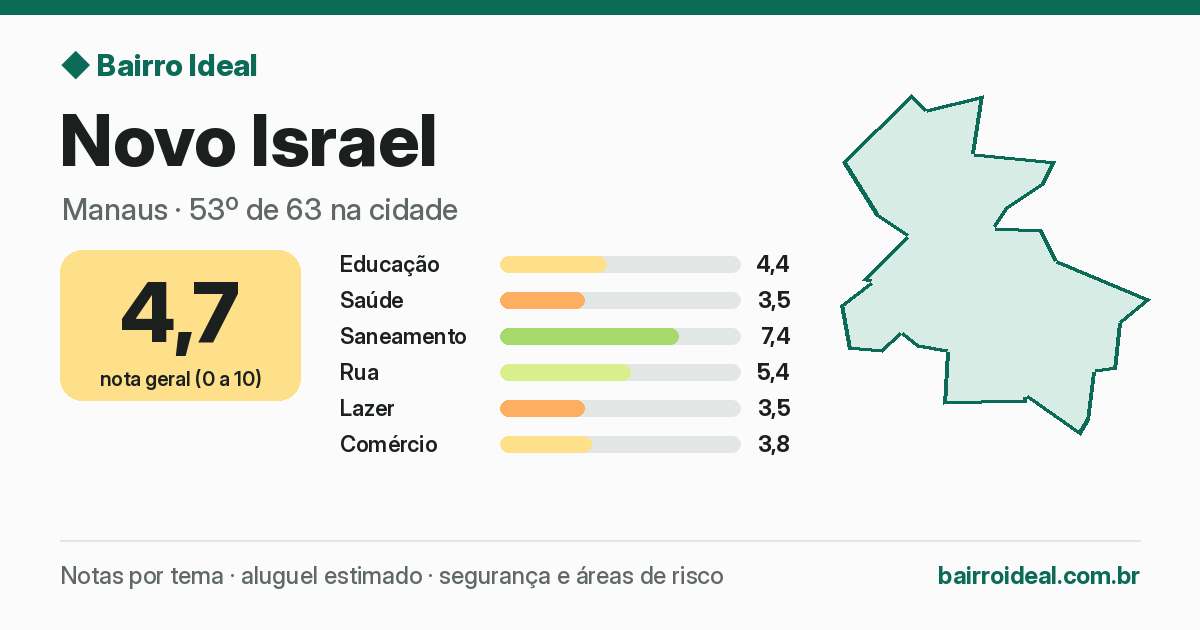 Bairro Ideal
Novo Israel
Manaus · 53º de 63 na cidade
4,7
nota geral (0 a 10)
Educação 4,4
Saúde 3,5
Saneamento 7,4
Rua 5,4
Lazer 3,5
Comércio 3,8
Notas por tema · aluguel estimado · segurança e áreas de risco
bairroideal.com.br